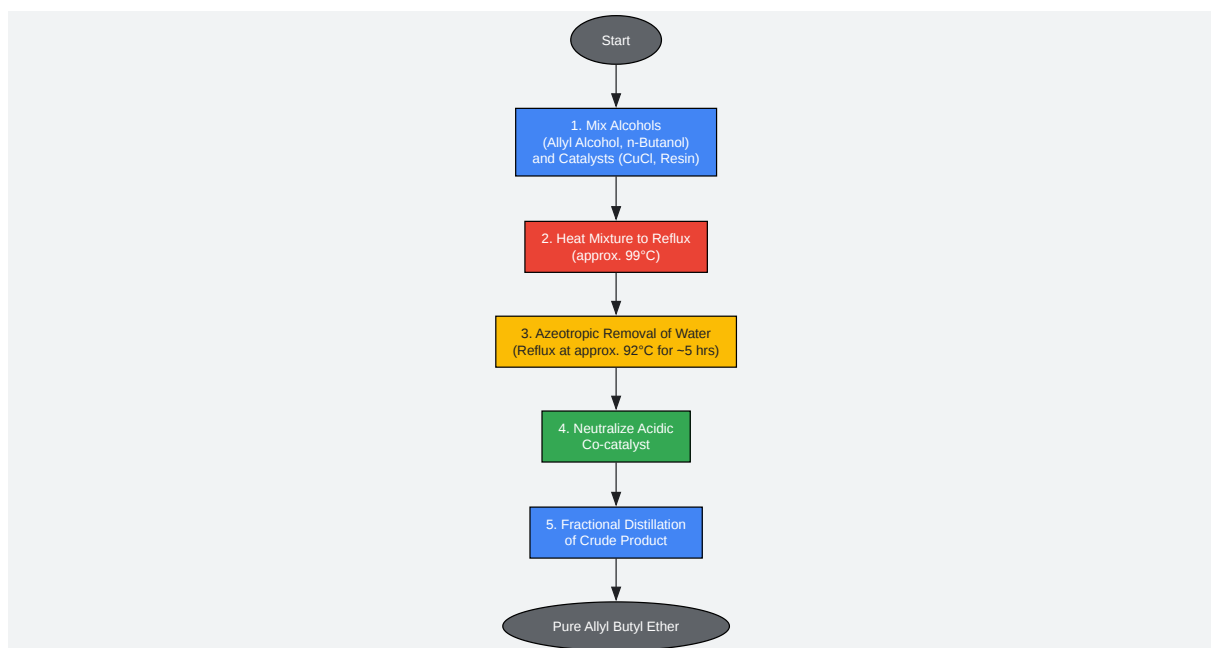 Start
1. Mix Alcohols
(Allyl Alcohol, n-Butanol)
and Catalysts (CuCl, Resin)
2. Heat Mixture to Reflux
(approx. 99°C)
3. Azeotropic Removal of Water
(Reflux at approx. 92°C for ~5 hrs)
4. Neutralize Acidic
Co-catalyst
5. Fractional Distillation
of Crude Product
Pure Allyl Butyl Ether